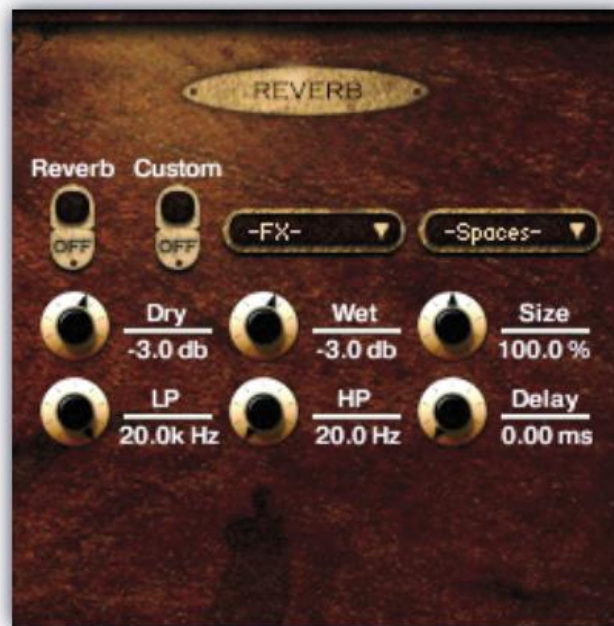 REVERB
Reverb Custom
OFF OFF -FX- -Spaces-
Dry Wet Size
-3.0 db -3.0 db 100.0 %
LP HP Delay
20.0k Hz 20.0 Hz 0.00 ms